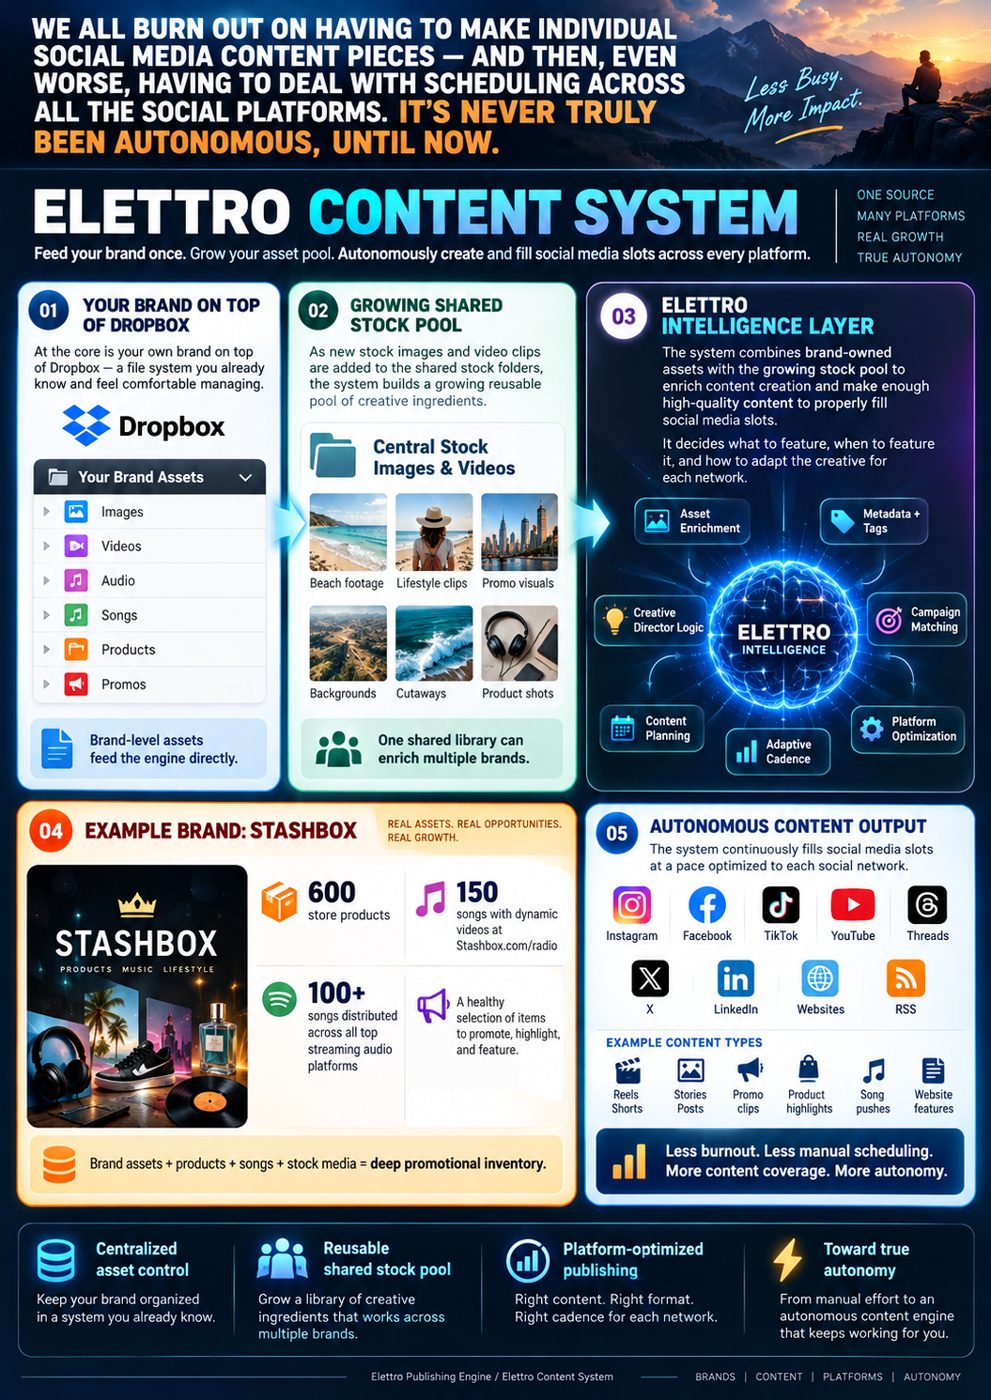 WE ALL BURN OUT ON HAVING TO MAKE INDIVIDUAL
SOCIAL MEDIA CONTENT PIECES — AND THEN, EVEN
WORSE, HAVING TO DEAL WITH SCHEDULING ACROSS
ALL THE SOCIAL PLATFORMS. IT'S NEVER TRULY
BEEN AUTONOMOUS, UNTIL NOW.
Less Busy.
More Impact.
ELETTRO CONTENT SYSTEM
Feed your brand once. Grow your asset pool. Autonomously create and fill social media slots across every platform.
ONE SOURCE
MANY PLATFORMS
REAL GROWTH
TRUE AUTONOMY
01
YOUR BRAND ON TOP
OF DROPBOX
At the core is your own brand on top
of Dropbox — a file system you already
know and feel comfortable managing.
Dropbox
Your Brand Assets
Images
Videos
Audio
Songs
Products
Promos
Brand-level assets
feed the engine directly.
02
GROWING SHARED
STOCK POOL
As new stock images and video clips
are added to the shared stock folders,
the system builds a growing reusable
pool of creative ingredients.
Central Stock
Images & Videos
Beach footage
Lifestyle clips
Promo visuals
Backgrounds
Cutaways
Product shots
One shared library can
enrich multiple brands.
03
ELETTRO
INTELLIGENCE LAYER
The system combines brand-owned
assets with the growing stock pool to
enrich content creation and make enough
high-quality content to properly fill
social media slots.
It decides what to feature, when to feature
it, and how to adapt the creative for
each network.
Asset
Enrichment
Metadata +
Tags
Creative
Director Logic
ELETTRO
INTELLIGENCE
Campaign
Matching
Content
Planning
Adaptive
Cadence
Platform
Optimization
04
EXAMPLE BRAND: STASHBOX
REAL ASSETS. REAL OPPORTUNITIES.
REAL GROWTH.
STASHBOX
PRODUCTS MUSIC LIFESTYLE
600
store products
150
songs with dynamic
videos at
Stashbox.com/radio
100+
songs distributed
across all top
streaming audio
platforms
A healthy
selection of items
to promote, highlight,
and feature.
Brand assets + products + songs + stock media = deep promotional inventory.
05
AUTONOMOUS CONTENT OUTPUT
The system continuously fills social media slots
at a pace optimized to each social network.
Instagram
Facebook
TikTok
YouTube
Threads
X
LinkedIn
Websites
RSS
EXAMPLE CONTENT TYPES
Reels
Shorts
Stories
Posts
Promo
clips
Product
highlights
Song
pushes
Website
features
Less burnout. Less manual scheduling.
More content coverage. More autonomy.
Centralized
asset control
Keep your brand organized
in a system you already know.
Reusable
shared stock pool
Grow a library of creative
ingredients that works across
multiple brands.
Platform-optimized
publishing
Right content. Right format.
Right cadence for each network.
Toward true
autonomy
From manual effort to an
autonomous content engine
that keeps working for you.
Elettro Publishing Engine / Elettro Content System
BRANDS | CONTENT | PLATFORMS | AUTONOMY